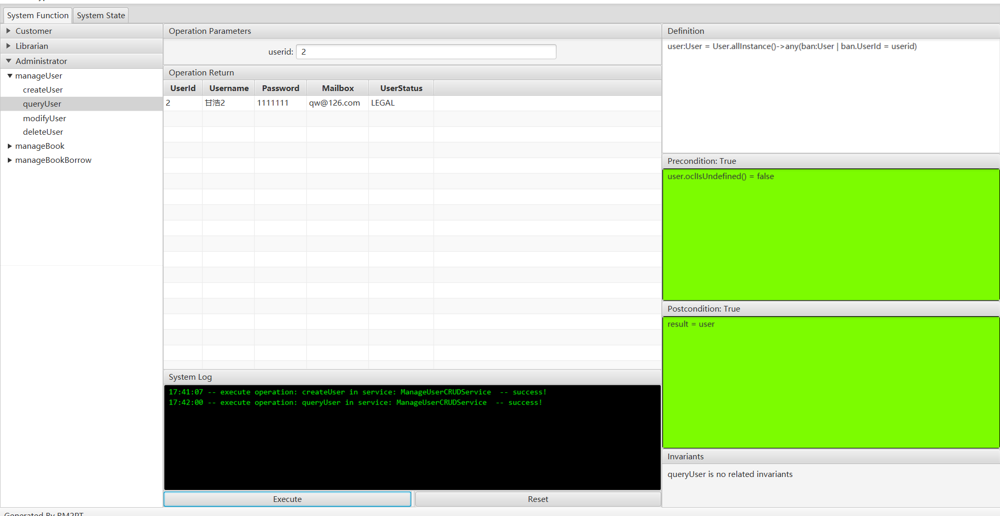 System Function System State
Customer
Librarian
Administrator
manageUser
createUser
queryUser
modifyUser
deleteUser
manageBook
manageBookBorrow
Operation Parameters
userid: 2
Operation Return
UserId Username Password Mailbox UserStatus
2 甘浩2 1111111 qw@126.com LEGAL
System Log
17:41:07 -- execute operation: createUser in service: ManageUserCRUDService -- success!
17:42:00 -- execute operation: queryUser in service: ManageUserCRUDService -- success!
Execute Reset
Definition
user:User = User.allInstance()->any(ban:User | ban.UserId = userid)
Precondition: True
user.oclIsUndefined() = false
Postcondition: True
result = user
Invariants
queryUser is no related invariants
Generated By RM2PT